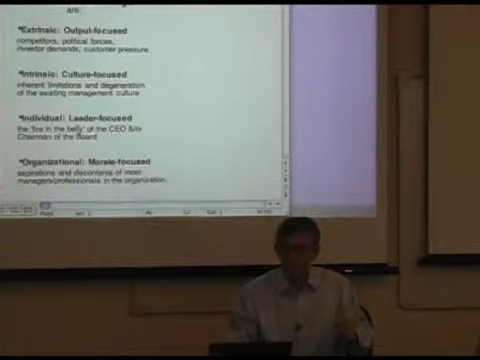 are:
*Extrinsic: Output-focused
competitors, political forces,
investor demands, customer pressure
*Intrinsic: Culture-focused
inherent limitations and degeneration
of the existing management culture
*Individual: Leader-focused
the 'fire in the belly' of the CEO &/or
Chairman of the Board
*Organizational: Morale-focused
aspirations and discontents of most
managers/professionals in the organization.